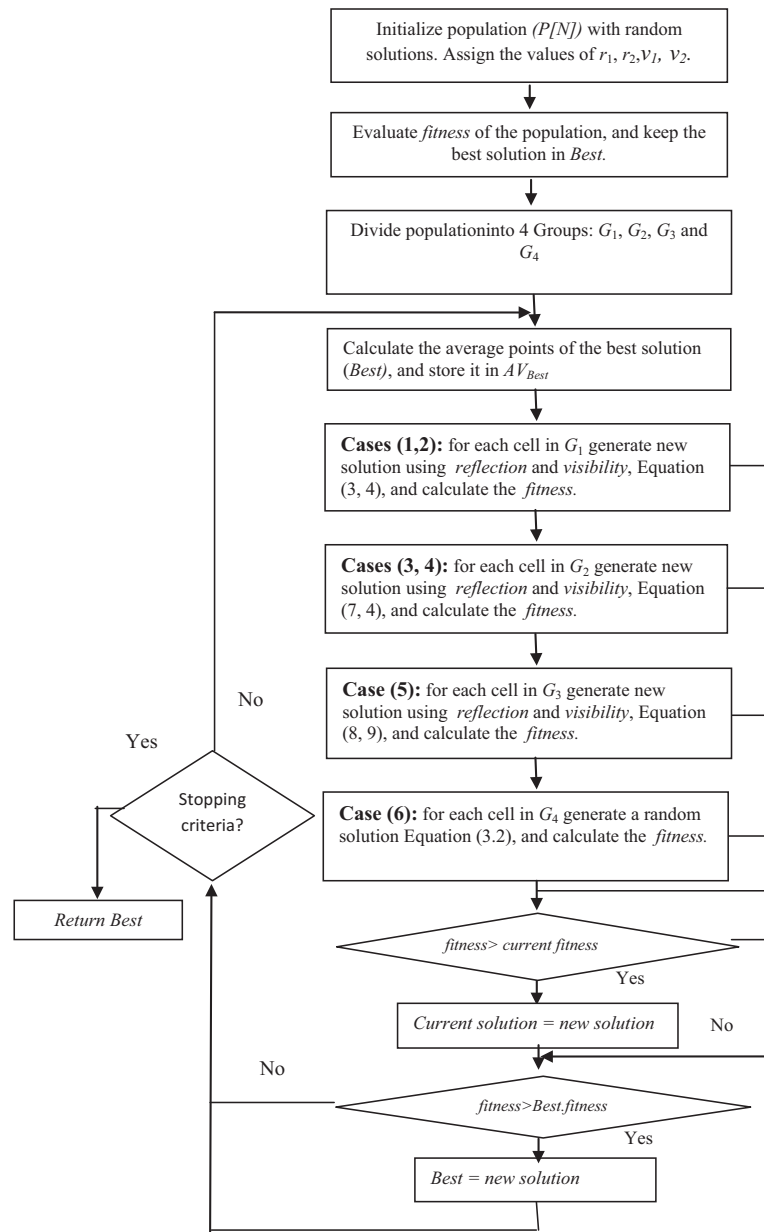 Initialize population (P[N]) with random
solutions. Assign the values of r1, r2,v1, v2.
Evaluate fitness of the population, and keep the
best solution in Best.
Divide populationinto 4 Groups: G1, G2, G3 and
G4
Calculate the average points of the best solution
(Best), and store it in AVBest
Cases (1,2): for each cell in G1 generate new
solution using reflection and visibility, Equation
(3, 4), and calculate the fitness.
Cases (3, 4): for each cell in G2 generate new
solution using reflection and visibility, Equation
(7, 4), and calculate the fitness.
Case (5): for each cell in G3 generate new
solution using reflection and visibility, Equation
(8, 9), and calculate the fitness.
No
Yes
Stopping
criteria?
Return Best
Case (6): for each cell in G4 generate a random
solution Equation (3.2), and calculate the fitness.
fitness> current fitness
Yes
Current solution = new solution
No
No
fitness>Best.fitness
Yes
Best = new solution